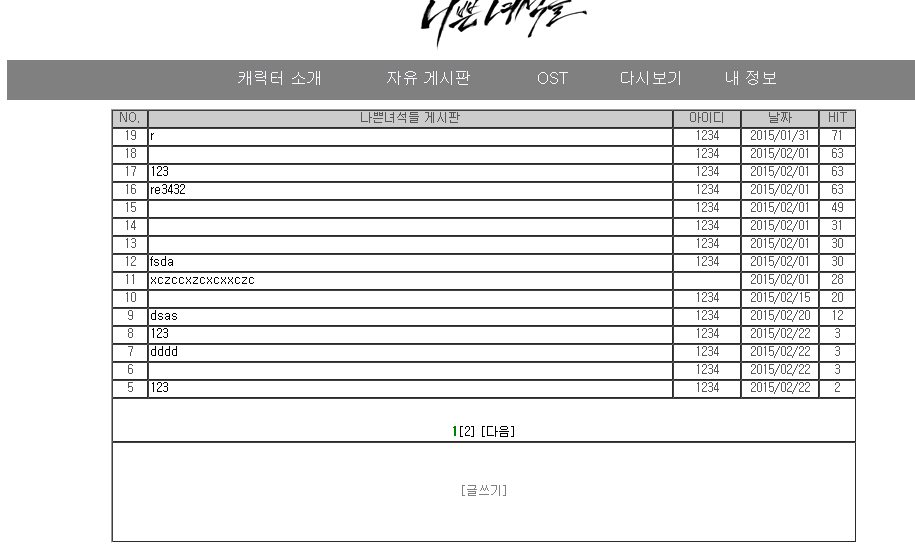 나쁜녀석들
캐릭터 소개 자유 게시판 OST 다시보기 내 정보
NO. 나쁜녀석들 게시판 아이디 날짜 HIT
19 r 1234 2015/01/31 71
18 1234 2015/02/01 63
17 123 1234 2015/02/01 63
16 re3432 1234 2015/02/01 63
15 1234 2015/02/01 49
14 1234 2015/02/01 31
13 1234 2015/02/01 30
12 fsda 1234 2015/02/01 30
11 xczccxzcxcxxczc 2015/02/01 28
10 1234 2015/02/15 20
9 dsas 1234 2015/02/20 12
8 123 1234 2015/02/22 3
7 dddd 1234 2015/02/22 3
6 1234 2015/02/22 3
5 123 1234 2015/02/22 2
1[2] [다음]
[글쓰기]